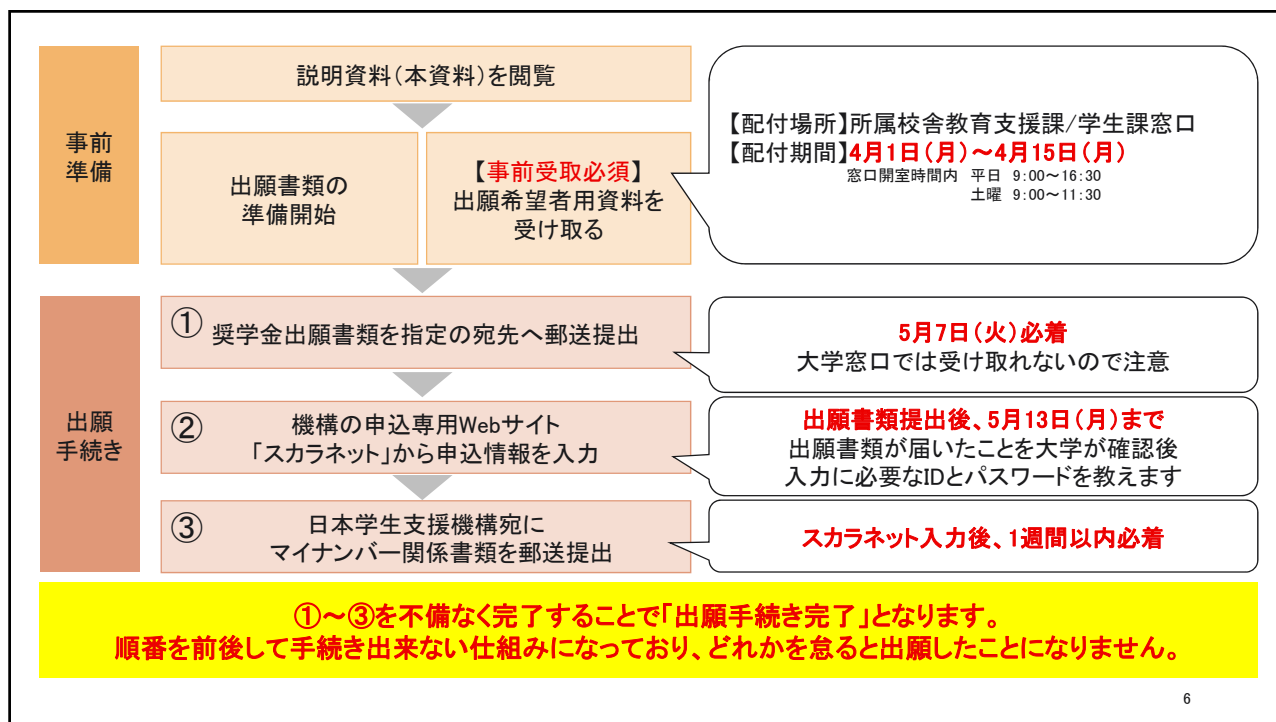 事前
準備
説明資料(本資料)を閲覧
出願書類の
準備開始
【事前受取必須】
出願希望者用資料を
受け取る
【配付場所】所属校舎教育支援課/学生課窓口
【配付期間】4月1日(月)~4月15日(月)
窓口開室時間内 平日 9:00~16:30
土曜 9:00~11:30
出願
手続き
① 奨学金出願書類を指定の宛先へ郵送提出
5月7日(火)必着
大学窓口では受け取れないので注意
② 機構の申込専用Webサイト
「スカラネット」から申込情報を入力
出願書類提出後、5月13日(月)まで
出願書類が届いたことを大学が確認後
入力に必要なIDとパスワードを教えます
③ 日本学生支援機構宛に
マイナンバー関係書類を郵送提出
スカラネット入力後、1週間以内必着
①~③を不備なく完了することで「出願手続き完了」となります。
順番を前後して手続き出来ない仕組みになっており、どれかを怠ると出願したことになりません。
6